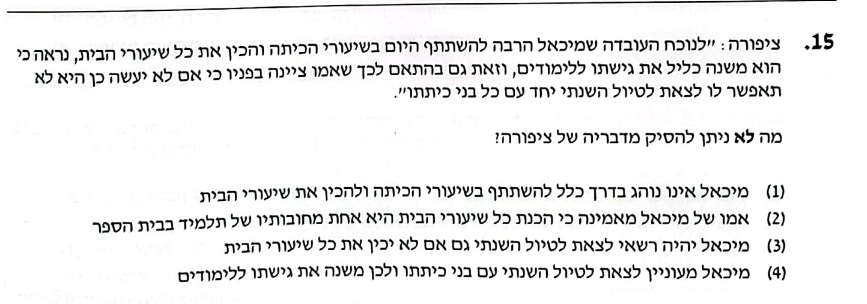 15. ציפורה: "לנוכח העובדה שמיכאל הרבה להשתתף היום בשיעורי הכיתה והכין את כל שיעורי הבית, נראה כי
הוא משנה כליל את גישתו ללימודים, וזאת גם בהתאם לכך שאמו ציינה בפניו כי אם לא יעשה כן היא לא
תאפשר לו לצאת לטיול השנתי יחד עם כל בני כיתתו".
מה לא ניתן להסיק מדבריה של ציפורה?
(1) מיכאל אינו נוהג בדרך כלל להשתתף בשיעורי הכיתה ולהכין את שיעורי הבית
(2) אמו של מיכאל מאמינה כי הכנת כל שיעורי הבית היא אחת מחובותיו של תלמיד בבית הספר
(3) מיכאל יהיה רשאי לצאת לטיול השנתי גם אם לא יכין את כל שיעורי הבית
(4) מיכאל מעוניין לצאת לטיול השנתי עם בני כיתתו ולכן משנה את גישתו ללימודים